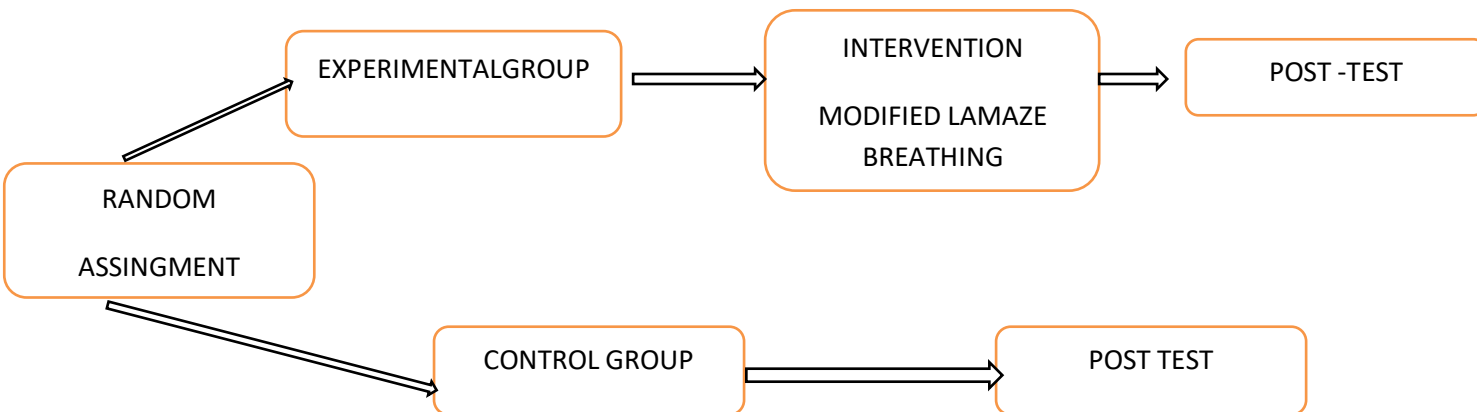 EXPERIMENTALGROUP
INTERVENTION
MODIFIED LAMAZE
BREATHING
POST -TEST
RANDOM
ASSINGMENT
CONTROL GROUP
POST TEST